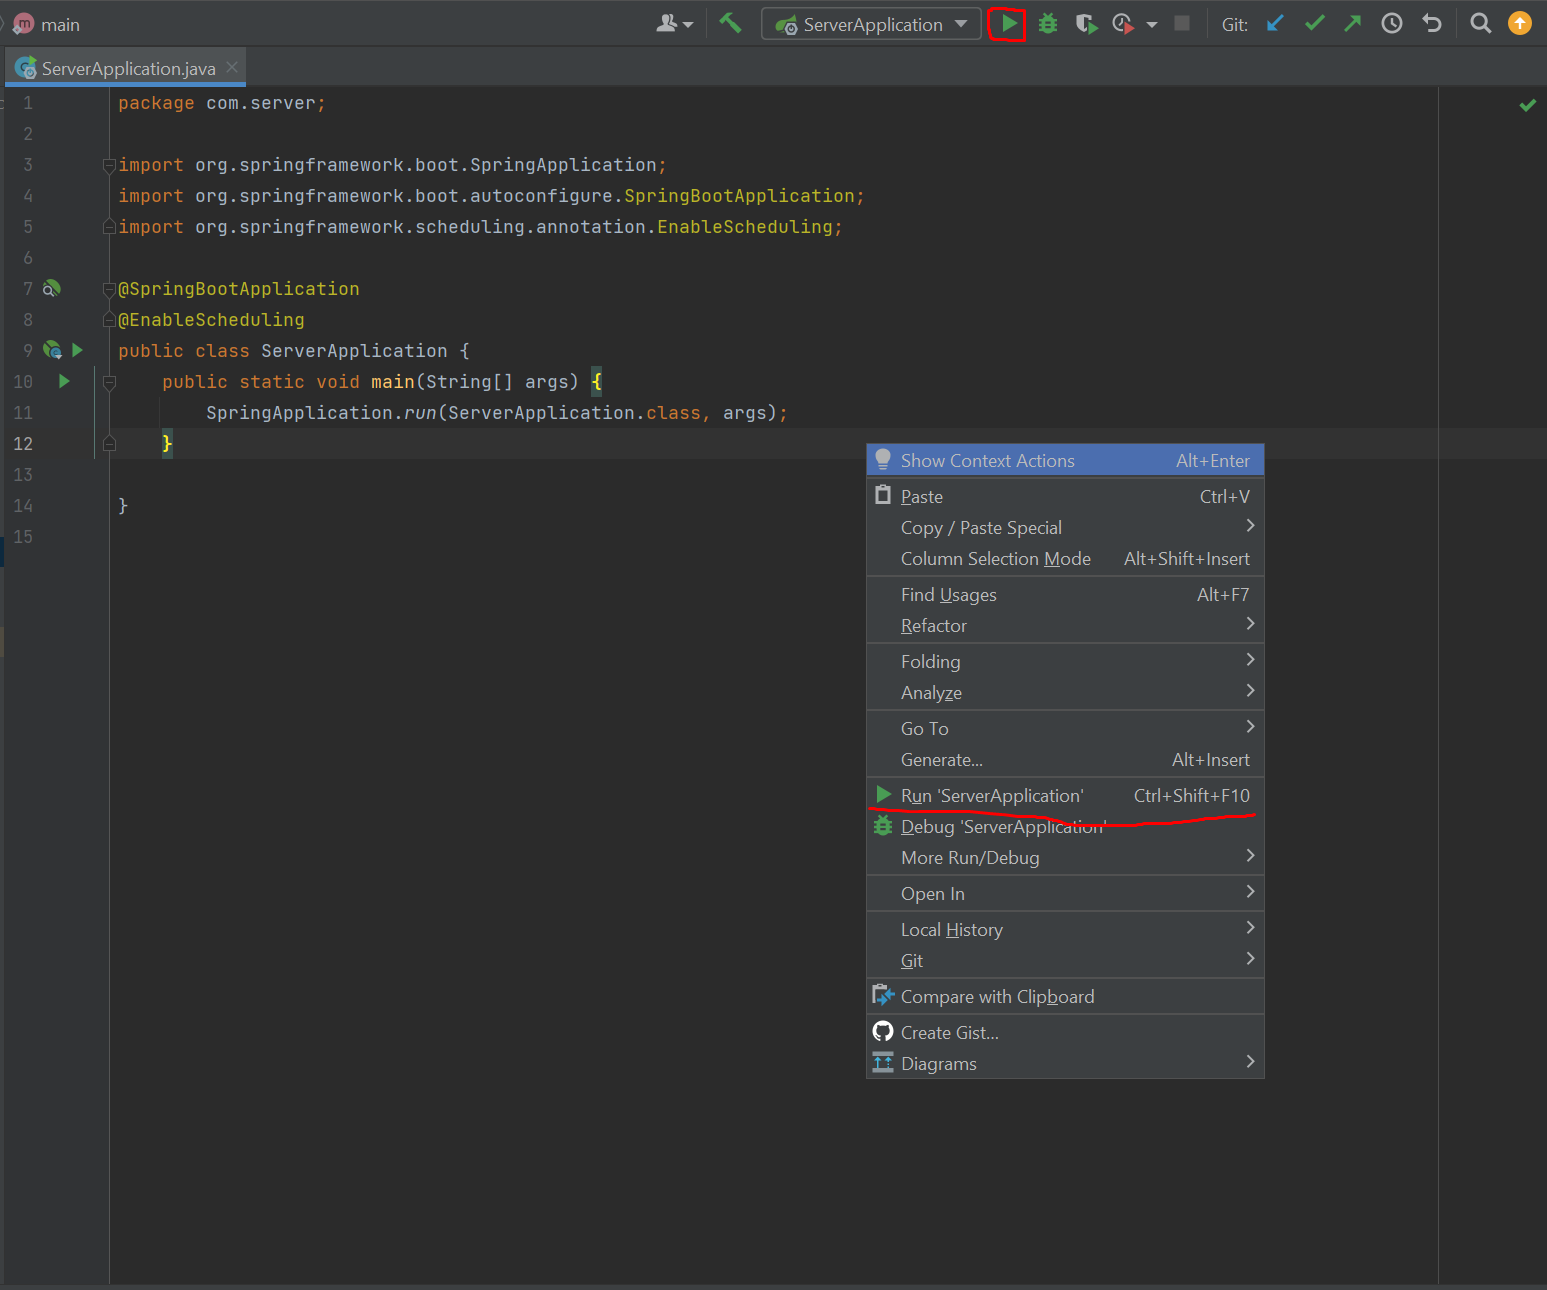 main
ServerApplication
Git:
ServerApplication.java
1 package com.server;
2
3 import org.springframework.boot.SpringApplication;
4 import org.springframework.boot.autoconfigure.SpringBootApplication;
5 import org.springframework.scheduling.annotation.EnableScheduling;
6
7 @SpringBootApplication
8 @EnableScheduling
9 public class ServerApplication {
10 public static void main(String[] args) {
11 SpringApplication.run(ServerApplication.class, args);
12 }
13
14 }
15
Show Context Actions Alt+Enter
Paste Ctrl+V
Copy / Paste Special
Column Selection Mode Alt+Shift+Insert
Find Usages Alt+F7
Refactor
Folding
Analyze
Go To
Generate... Alt+Insert
Run 'ServerApplication' Ctrl+Shift+F10
Debug 'ServerApplication'
More Run/Debug
Open In
Local History
Git
Compare with Clipboard
Create Gist...
Diagrams